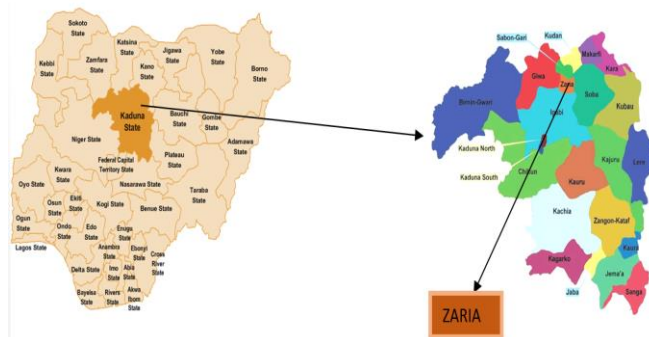 Sokoto
State
Kebbi
State
Zamfara
State
Katsina
State
Kano
State
Jigawa
State
Yobe
State
Borno
State
Kaduna
State
Bauchi
State
Gombe
State
Adamawa
State
Niger State
Federal Capital
Territory State
Plateau
State
Kwara
State
Nasarawa State
Taraba
State
Oyo State
Ekiti
State
Kogi State
Benue State
Osun
State
Ogun
State
Ondo
State
Edo
State
Enugu
State
Anambra
State
Ebonyi
State
Cross
River
State
Lagos State
Delta State
Imo
State
Abia
State
Bayelsa
State
Rivers
State
Akwa
Ibom
State
Kudan
Sabon-Gari
Makarfi
Giwa
Zaria
Soba
Kubau
Birnin-Gwari
Igabi
Kaduna North
Kaduna South
Chikun
Kajuru
Lere
Kauru
Kachia
Zangon-Kataf
Kaura
Kagarko
Jaba
Jema'a
Sanga
ZARIA